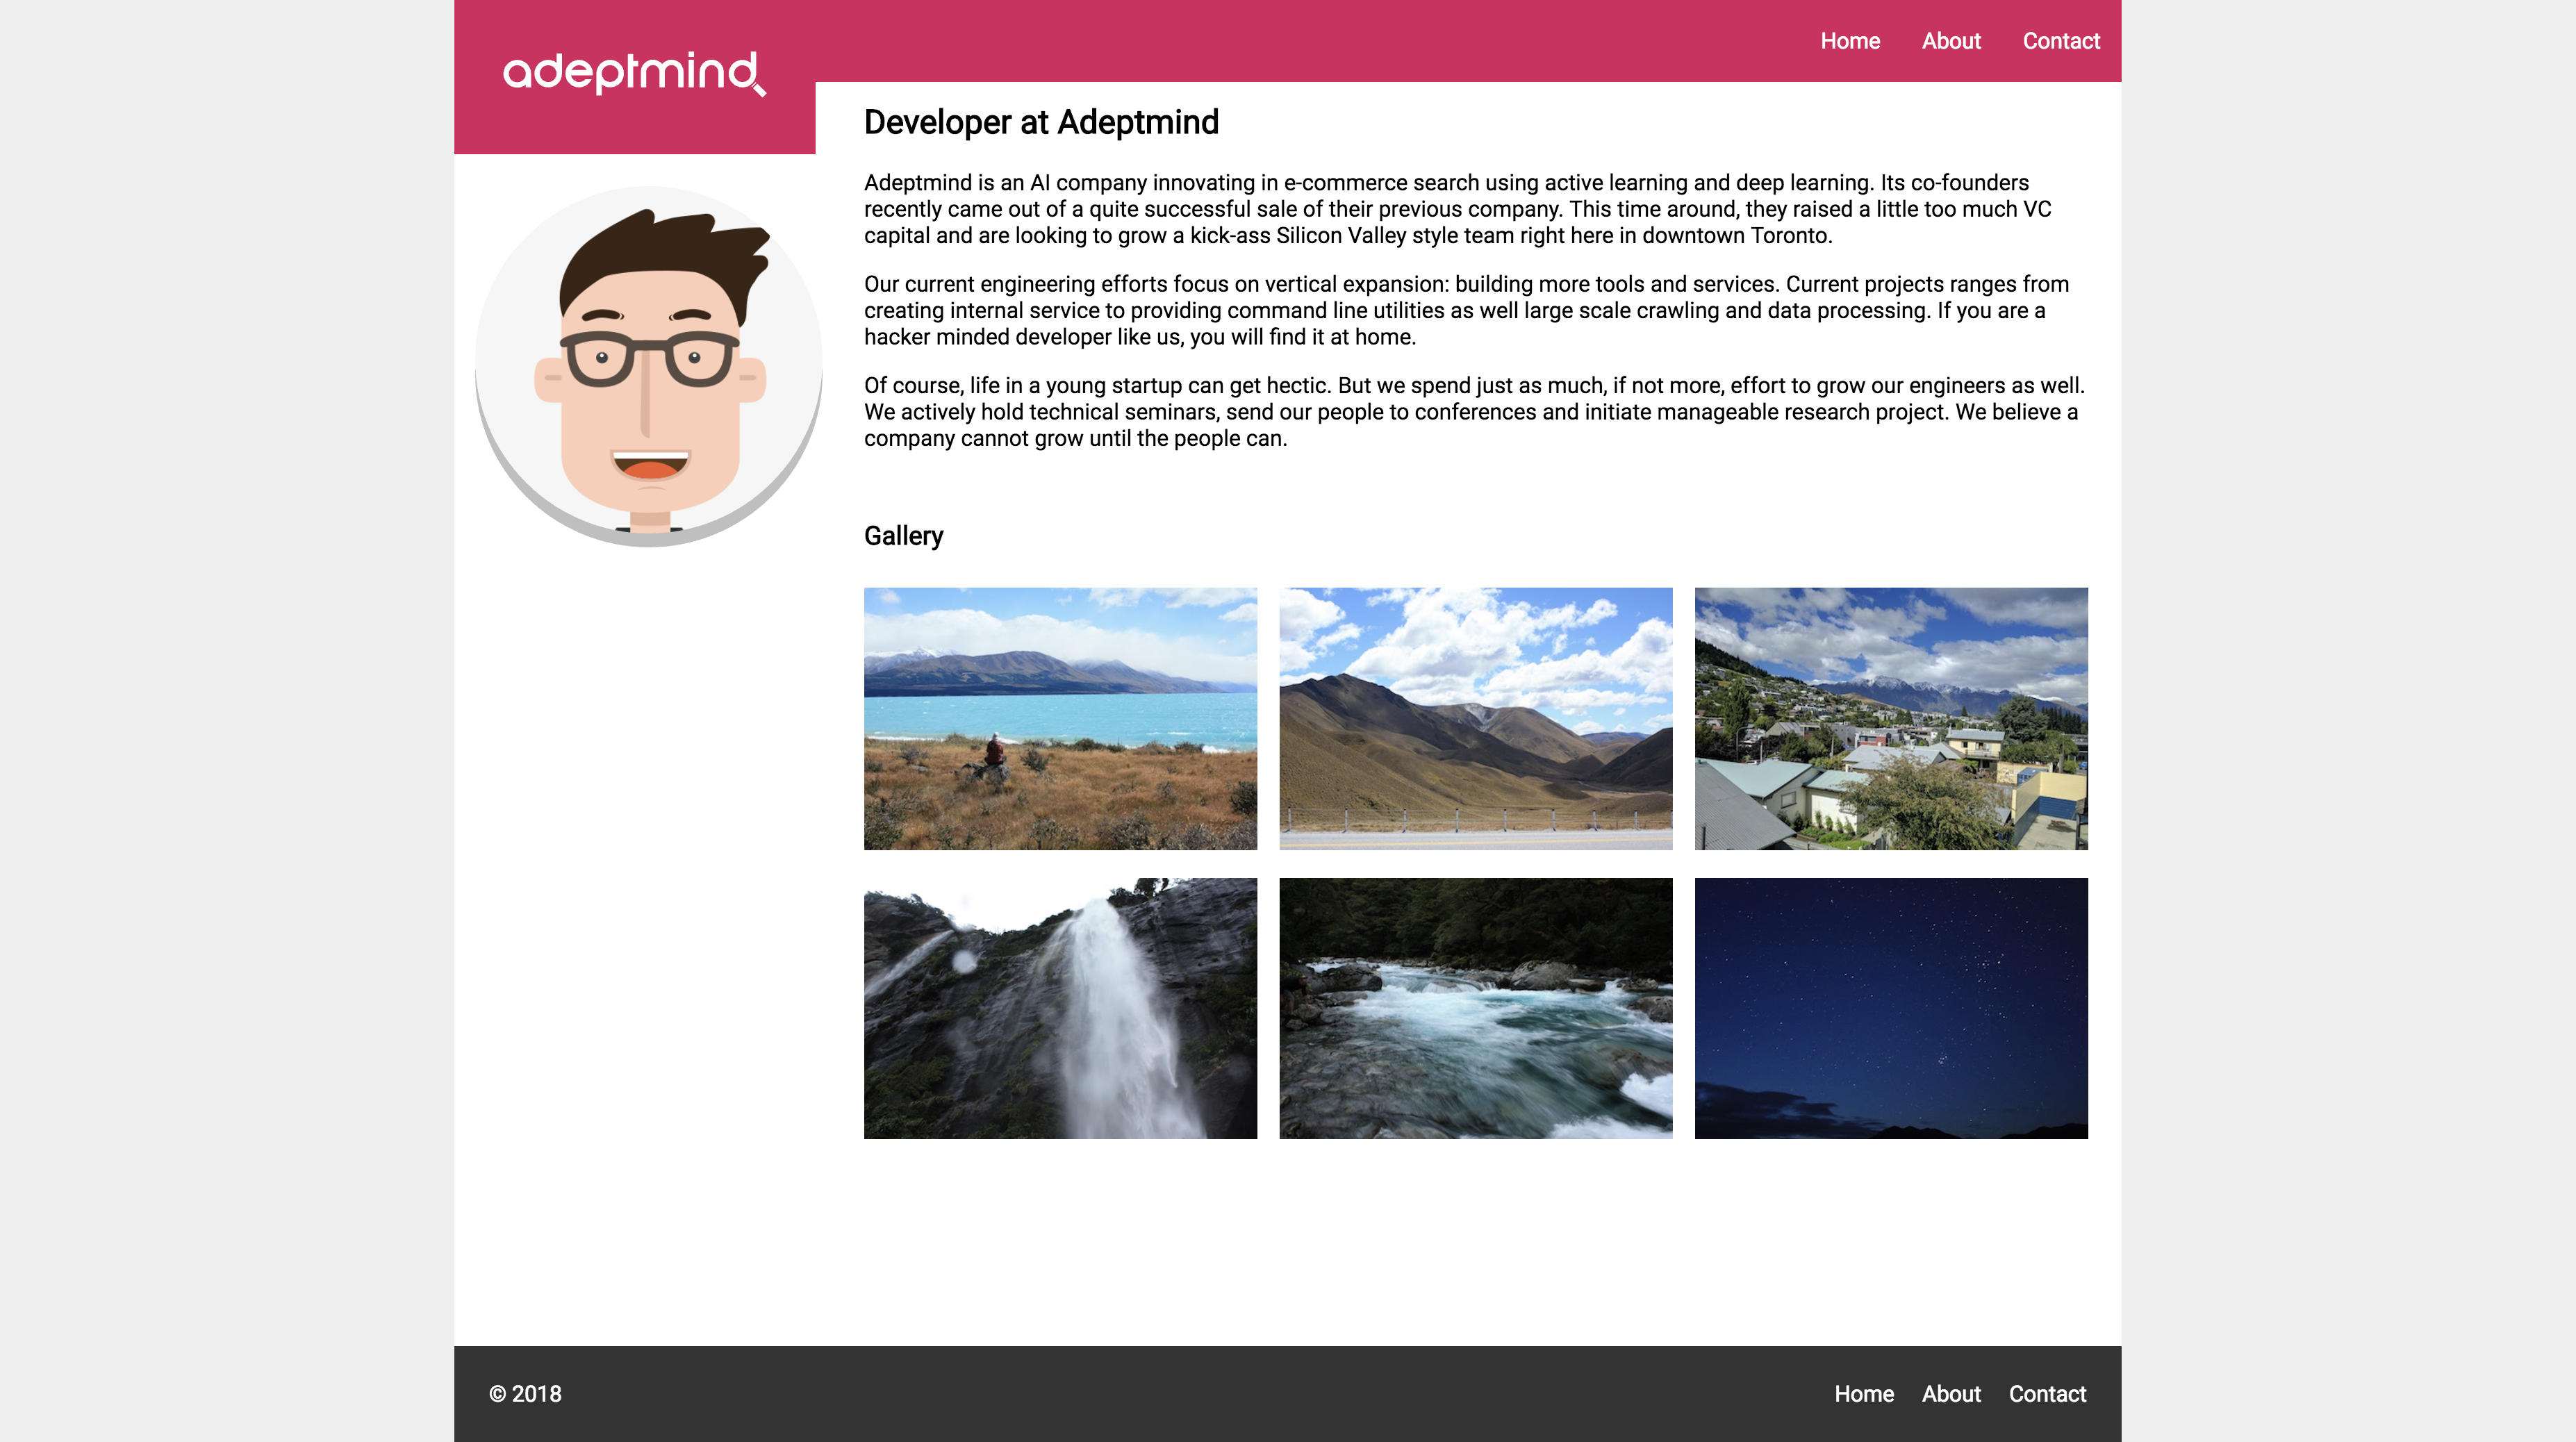 adeptmind
Home About Contact
Developer at Adeptmind
Adeptmind is an AI company innovating in e-commerce search using active learning and deep learning. Its co-founders
recently came out of a quite successful sale of their previous company. This time around, they raised a little too much VC
capital and are looking to grow a kick-ass Silicon Valley style team right here in downtown Toronto.
Our current engineering efforts focus on vertical expansion: building more tools and services. Current projects ranges from
creating internal service to providing command line utilities as well large scale crawling and data processing. If you are a
hacker minded developer like us, you will find it at home.
Of course, life in a young startup can get hectic. But we spend just as much, if not more, effort to grow our engineers as well.
We actively hold technical seminars, send our people to conferences and initiate manageable research project. We believe a
company cannot grow until the people can.
Gallery
© 2018
Home About Contact